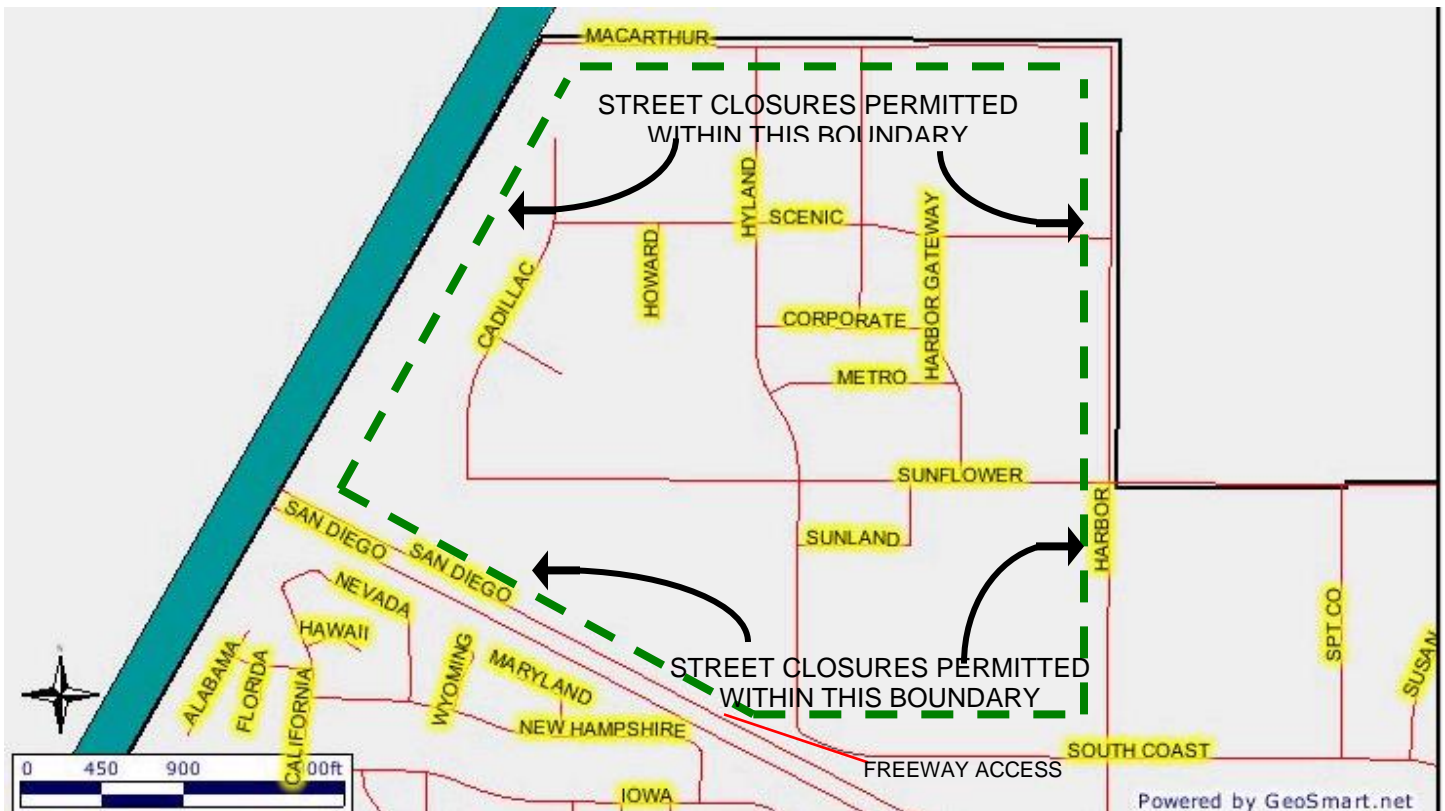 MACARTHUR
STREET CLOSURES PERMITTED
WITHIN THIS BOUNDARY
HYLAND
SCENIC
HARBOR GATEWAY
HOWARD
CADILLAC
CORPORATE
METRO
SUNFLOWER
SAN DIEGO
SAN DIEGO
SUNLAND
HARBOR
NEVADA
HAWAII
ALABAMA
FLORIDA
CALIFORNIA
WYOMING
MARYLAND
NEW HAMPSHIRE
STREET CLOSURES PERMITTED
WITHIN THIS BOUNDARY
SPT CO
SUSAN
SOUTH COAST
FREEWAY ACCESS
0 450 900 00ft
IOWA
Powered by GeoSmart.net